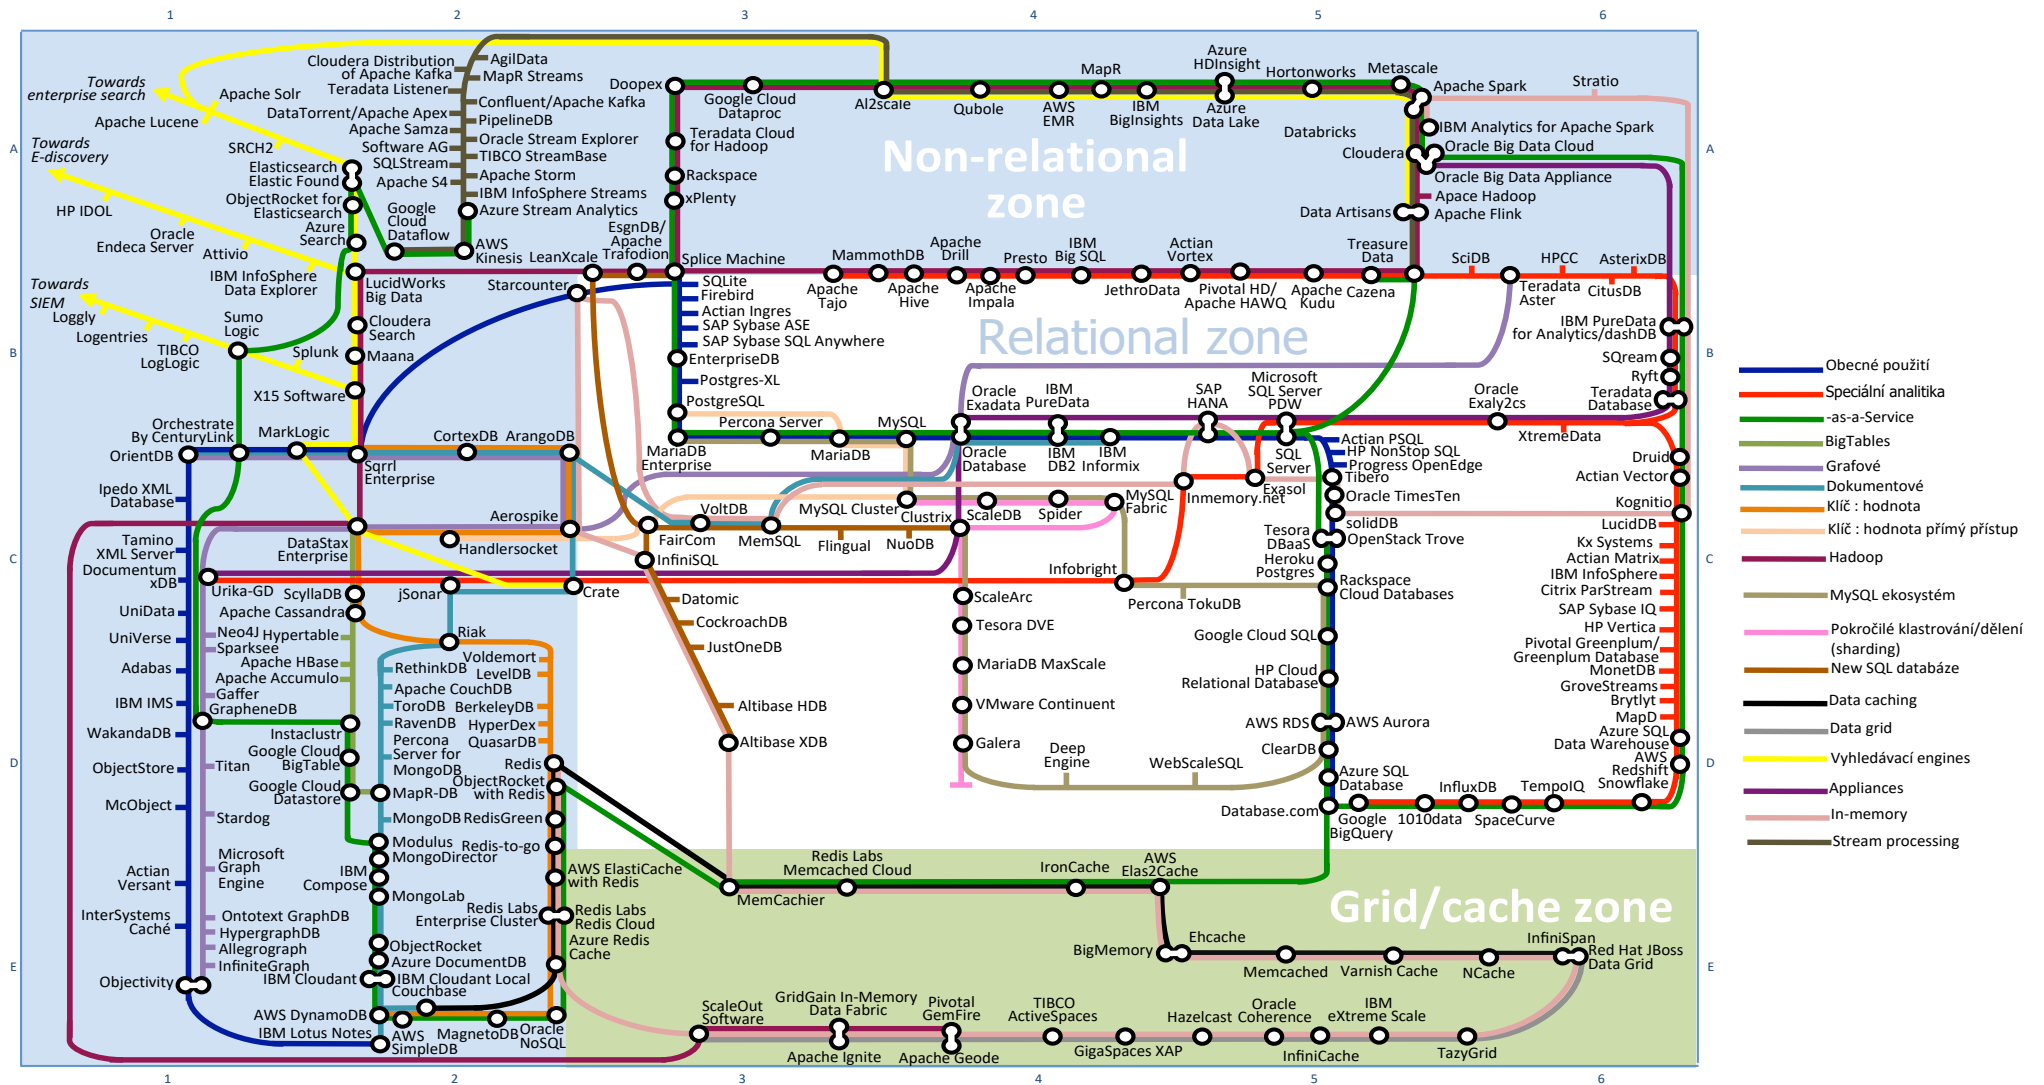 1 2 3 4 5 6
A
B
C
D
E
Towards
enterprise search
Apache Solr
Apache Lucene
SRCH2
Towards
E-discovery
HP IDOL
Oracle
Endeca Server
Attivio
IBM InfoSphere
Data Explorer
Towards
SIEM
Loggly
Logentries
TIBCO
LogLogic
Sumo
Logic
Splunk
X15 Software
Elasticsearch
Elastic Found
ObjectRocket for
Elasticsearch
Azure
Search
LucidWorks
Big Data
Cloudera
Search
Maana
Cloudera Distribution
of Apache Kafka
Teradata Listener
DataTorrent/Apache Apex
Apache Samza
Software AG
SQLStream
Apache S4
Google
Cloud
Dataflow
AWS
Kinesis
AgilData
MapR Streams
Confluent/Apache Kafka
PipelineDB
Oracle Stream Explorer
TIBCO StreamBase
Apache Storm
IBM InfoSphere Streams
Azure Stream Analytics
EsgnDB/
Apache
Trafodion
LeanXcale
Starcounter
Splice Machine
Doopex
Google Cloud
Dataproc
Teradata Cloud
for Hadoop
Rackspace
xPlenty
Al2scale
Qubole
AWS
EMR
MapR
IBM
BigInsights
Azure
HDInsight
Azure
Data Lake
Hortonworks
Metascale
Apache Spark
Stratio
Databricks
IBM Analytics for Apache Spark
Cloudera
Oracle Big Data Cloud
Oracle Big Data Appliance
Apace Hadoop
Data Artisans
Apache Flink
Non-relational
zone
Apache
Tajo
MammothDB
Apache
Hive
Apache
Drill
Apache
Impala
Presto
IBM
Big SQL
JethroData
Actian
Vortex
Pivotal HD/
Apache HAWQ
Apache
Kudu
Treasure
Data
Cazena
SciDB
Teradata
Aster
HPCC
CitusDB
AsterixDB
IBM PureData
for Analytics/dashDB
SQream
Ryft
Teradata
Database
Relational zone
SQLite
Firebird
Actian Ingres
SAP Sybase ASE
SAP Sybase SQL Anywhere
EnterpriseDB
Postgres-XL
PostgreSQL
MariaDB
Enterprise
Percona Server
MariaDB
MySQL
Oracle
Exadata
Oracle
Database
IBM
PureData
IBM
DB2
IBM
Informix
SAP
HANA
Microsoft
SQL Server
PDW
SQL
Server
Oracle
Exaly2cs
XtremeData
Druid
Actian Vector
Kognitio
LucidDB
Kx Systems
Actian Matrix
IBM InfoSphere
Citrix ParStream
SAP Sybase IQ
HP Vertica
Pivotal Greenplum/
Greenplum Database
MonetDB
GroveStreams
Brytlyt
MapD
Azure SQL
Data Warehouse
AWS
Redshift
Snowflake
Actian PSQL
HP NonStop SQL
Progress OpenEdge
Tibero
Oracle TimesTen
solidDB
Tesora
DBaaS
OpenStack Trove
Heroku
Postgres
Rackspace
Cloud Databases
Google Cloud SQL
HP Cloud
Relational Database
AWS RDS
AWS Aurora
ClearDB
Azure SQL
Database
Database.com
Google
BigQuery
1010data
InfluxDB
SpaceCurve
TempoIQ
Orchestrate
By CenturyLink
MarkLogic
OrientDB
Sqrrl
Enterprise
CortexDB
ArangoDB
Aerospike
Handlersocket
DataStax
Enterprise
Ipedo XML
Database
Tamino
XML Server
Documentum
xDB
Urika-GD
UniData
UniVerse
Adabas
IBM IMS
WakandaDB
ObjectStore
McObject
Actian
Versant
InterSystems
Caché
Objectivity
ScyllaDB
Apache Cassandra
Neo4J
Sparksee
Hypertable
Apache HBase
Apache Accumulo
Gaffer
GrapheneDB
Instaclustr
Google Cloud
BigTable
Google Cloud
Datastore
Titan
Stardog
Microsoft
Graph
Engine
Ontotext GraphDB
HypergraphDB
Allegrograph
InfiniteGraph
jSonar
Crate
Riak
RethinkDB
Apache CouchDB
ToroDB
RavenDB
Percona
Server for
MongoDB
MapR-DB
MongoDB
Modulus
MongoDirector
IBM
Compose
MongoLab
ObjectRocket
Azure DocumentDB
IBM Cloudant
IBM Cloudant Local
Couchbase
AWS DynamoDB
IBM Lotus Notes
AWS
SimpleDB
MagnetoDB
Oracle
NoSQL
Voldemort
LevelDB
BerkeleyDB
HyperDex
QuasarDB
Redis
ObjectRocket
with Redis
RedisGreen
Redis-to-go
AWS ElastiCache
with Redis
Redis Labs
Enterprise Cluster
Redis Labs
Redis Cloud
Azure Redis
Cache
FairCom
VoltDB
MemSQL
InfiniSQL
Flingual
NuoDB
MySQL Cluster
Clustrix
ScaleDB
Spider
MySQL
Fabric
Inmemory.net
Exasol
Infobright
Percona TokuDB
Datomic
CockroachDB
JustOneDB
Altibase HDB
Altibase XDB
ScaleArc
Tesora DVE
MariaDB MaxScale
VMware Continuent
Galera
Deep
Engine
WebScaleSQL
MemCachier
Redis Labs
Memcached Cloud
IronCache
AWS
Elas2Cache
Grid/cache zone
BigMemory
Ehcache
Memcached
Varnish Cache
NCache
InfiniSpan
Red Hat JBoss
Data Grid
ScaleOut
Software
GridGain In-Memory
Data Fabric
Apache Ignite
Pivotal
GemFire
Apache Geode
TIBCO
ActiveSpaces
GigaSpaces XAP
Hazelcast
Oracle
Coherence
InfiniCache
IBM
eXtreme Scale
TazyGrid
Obecné použití
Speciální analitika
-as-a-Service
BigTables
Grafové
Dokumentové
Klíč : hodnota
Klíč : hodnota přímý přístup
Hadoop
MySQL ekosystém
Pokročilé klastrování/dělení
(sharding)
New SQL databáze
Data caching
Data grid
Vyhledávací engines
Appliances
In-memory
Stream processing
A
B
C
D
E
1 2 3 4 5 6